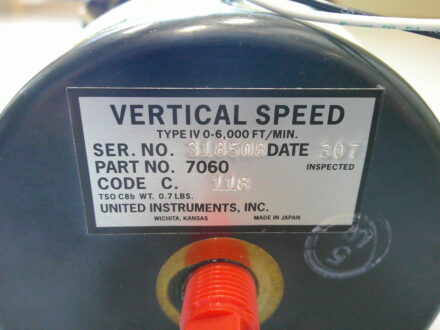 VERTICAL SPEED
TYPE IV 0-6,000 FT/MIN.
SER. NO. 318508 DATE 307
PART NO. 7060 INSPECTED
CODE C. 116
TSO C8b WT. 0.7 LBS.
UNITED INSTRUMENTS, INC.
WICHITA, KANSAS MADE IN JAPAN